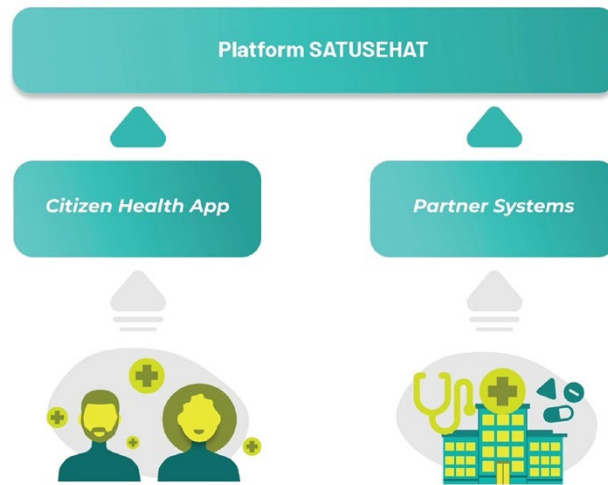 Platform SATUSEHAT
Citizen Health App
Partner Systems